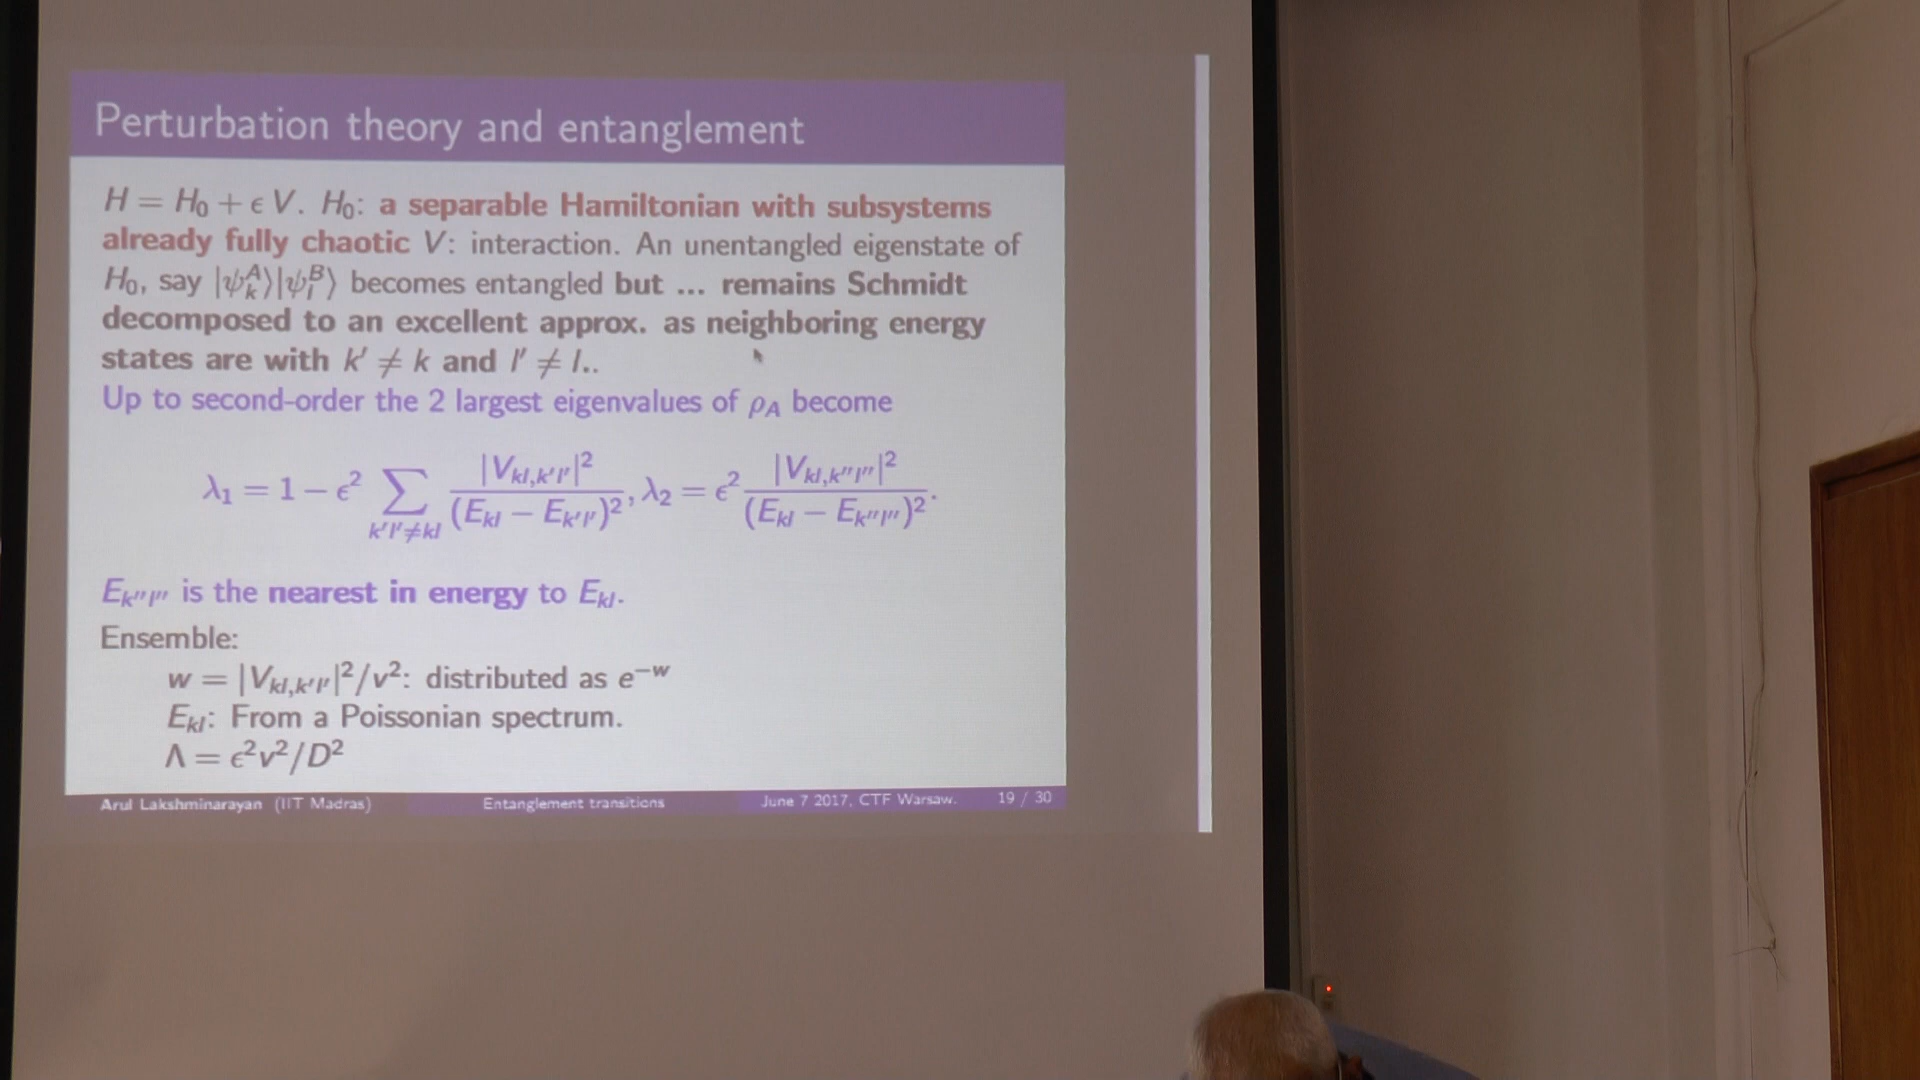 Perturbation theory and entanglement
H = H₀ + ϵ V. H₀: a separable Hamiltonian with subsystems
already fully chaotic V: interaction. An unentangled eigenstate of
H₀, say |ψ_k^A⟩|ψ_l^B⟩ becomes entangled but ... remains Schmidt
decomposed to an excellent approx. as neighboring energy
states are with k′ ≠ k and l′ ≠ l..
Up to second-order the 2 largest eigenvalues of ρ_A become
λ₁ = 1 − ϵ² ∑_{k′l′≠kl} |V_{kl,k′l′}|² / (E_{kl} − E_{k′l′})², λ₂ = ϵ² |V_{kl,k″l″}|² / (E_{kl} − E_{k″l″})².
E_{k″l″} is the nearest in energy to E_{kl}.
Ensemble:
w = |V_{kl,k′l′}|²/v²: distributed as e^{−w}
E_{kl}: From a Poissonian spectrum.
Λ = ϵ²v²/D²
Arul Lakshminarayan (IIT Madras) Entanglement transitions June 7 2017, CTF Warsaw. 19 / 30